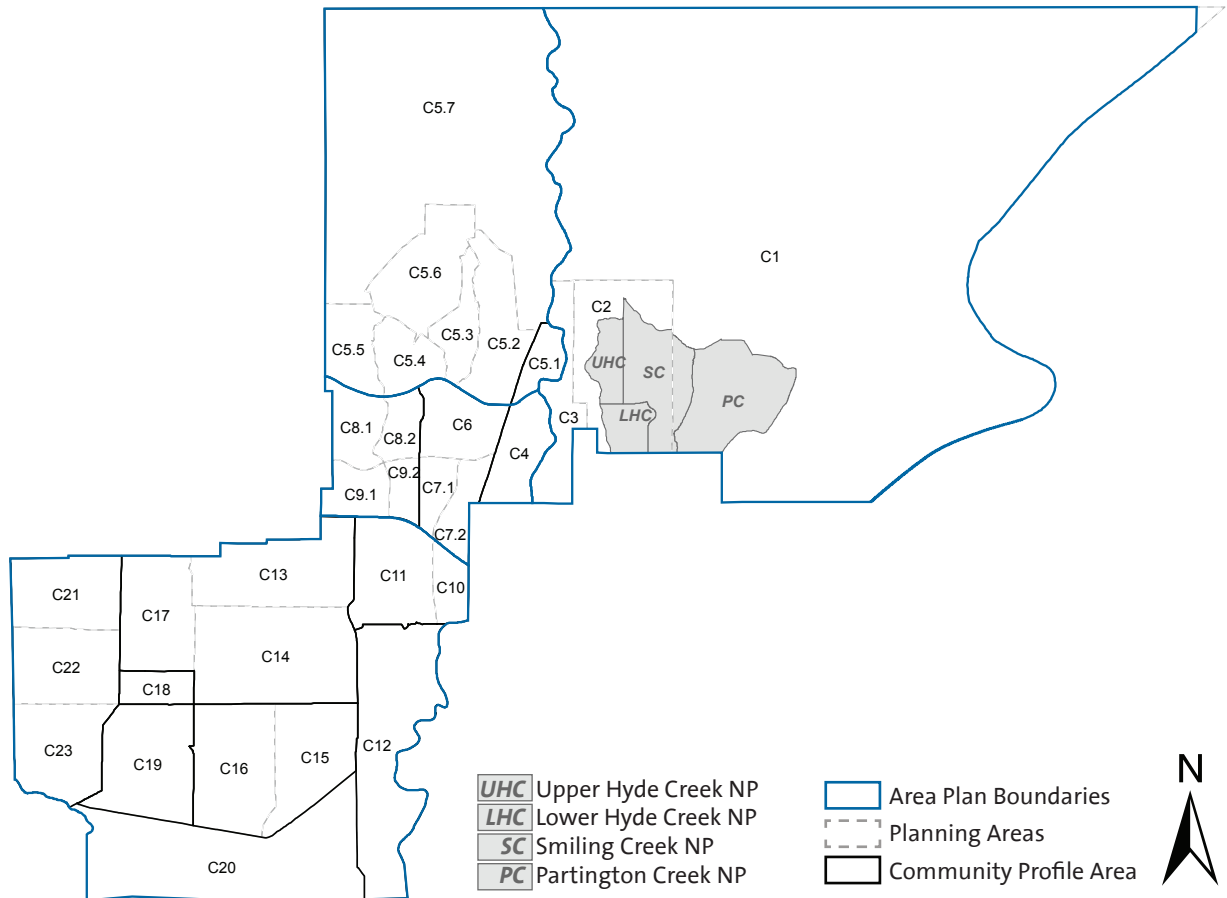 C5.7
C1
C5.6
C2
C5.3
C5.2
C5.5
C5.4
C5.1
UHC
SC
PC
LHC
C3
C8.1
C8.2
C6
C4
C9.2
C9.1
C7.1
C7.2
C13
C11
C10
C21
C17
C14
C22
C18
C23
C19
C16
C15
C12
C20
UHC Upper Hyde Creek NP
LHC Lower Hyde Creek NP
SC Smiling Creek NP
PC Partington Creek NP
Area Plan Boundaries
Planning Areas
Community Profile Area
N